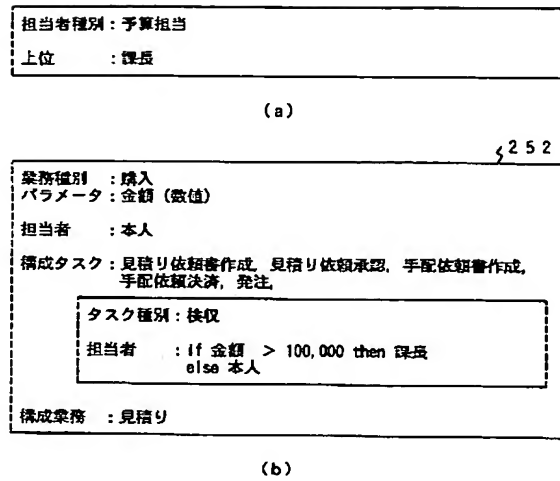 担当者種別：予算担当
上位　　　：課長
(a)
252
業務種別　：購入
パラメータ：金額（数値）
担当者　　：本人
構成タスク：見積り依頼書作成，見積り依頼承認，手配依頼書作成，
手配依頼決済，発注，
タスク種別：検収
担当者　　：if 金額　> 100,000 then 課長
else 本人
構成業務　：見積り
(b)